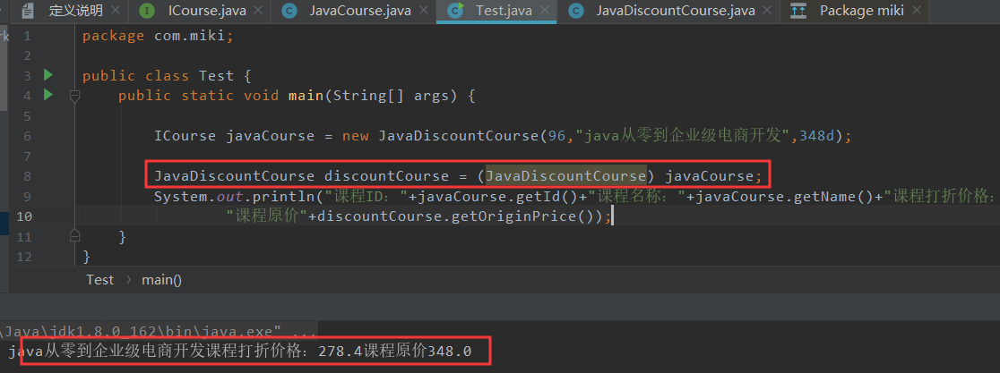 定义说明 ICourse.java JavaCourse.java Test.java JavaDiscountCourse.java Package miki
1 package com.miki;
2
3 public class Test {
4 public static void main(String[] args) {
5
6 ICourse javaCourse = new JavaDiscountCourse(96,"java从零到企业级电商开发",348d);
7
8 JavaDiscountCourse discountCourse = (JavaDiscountCourse) javaCourse;
9 System.out.println("课程ID: "+javaCourse.getId()+"课程名称: "+javaCourse.getName()+"课程打折价格:
10 "课程原价"+discountCourse.getOriginPrice());
11 }
12 }
Test › main()
\Java\jdk1.8.0_162\bin\java.exe" ...
java从零到企业级电商开发课程打折价格: 278.4课程原价348.0